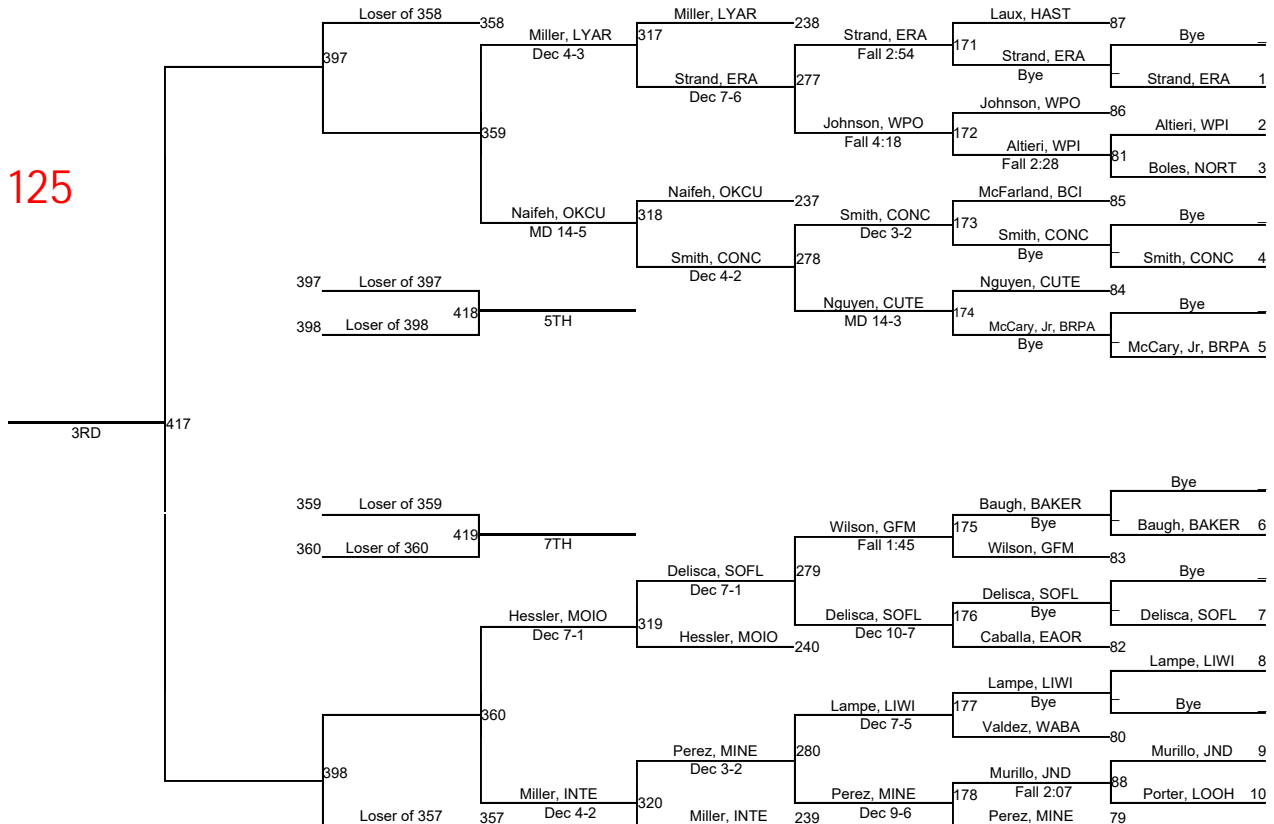 Loser of 358 358 Miller, LYAR 238 Laux, HAST 87
Miller, LYAR 317 Strand, ERA 171 Bye _
397 Dec 4-3 Fall 2:54 Strand, ERA _
Strand, ERA 277 Bye Strand, ERA 1
Dec 7-6 Johnson, WPO 86
359 Johnson, WPO 172 Altieri, WPI 2
Fall 4:18 Altieri, WPI 81
Fall 2:28 Boles, NORT 3
125
Naifeh, OKCU 237 McFarland, BCI 85
Naifeh, OKCU 318 Smith, CONC 173 Bye _
MD 14-5 Dec 3-2 Smith, CONC _
Smith, CONC 278 Bye Smith, CONC 4
397 Loser of 397 Dec 4-2 Nguyen, CUTE 84
418 5TH Nguyen, CUTE 174 Bye _
398 Loser of 398 MD 14-3 McCary, Jr, BRPA _
Bye McCary, Jr, BRPA 5
417
3RD
Bye _
359 Loser of 359 Baugh, BAKER _
419 7TH Wilson, GFM 175 Bye Baugh, BAKER 6
360 Loser of 360 Fall 1:45 Wilson, GFM 83
Delisca, SOFL 279 Bye _
Dec 7-1 Delisca, SOFL _
Hessler, MOIO 319 Delisca, SOFL 176 Bye Delisca, SOFL 7
Dec 7-1 Hessler, MOIO 240 Dec 10-7 Caballa, EAOR 82
Lampe, LIWI 8
Lampe, LIWI _
360 Lampe, LIWI 177 Bye Bye _
Dec 7-5 Valdez, WABA 80
Perez, MINE 280 Murillo, JND 9
398 Dec 3-2 Murillo, JND 88
Miller, INTE 320 Perez, MINE 178 Fall 2:07 Porter, LOOH 10
Loser of 357 357 Dec 4-2 Miller, INTE 239 Dec 9-6 Perez, MINE 79